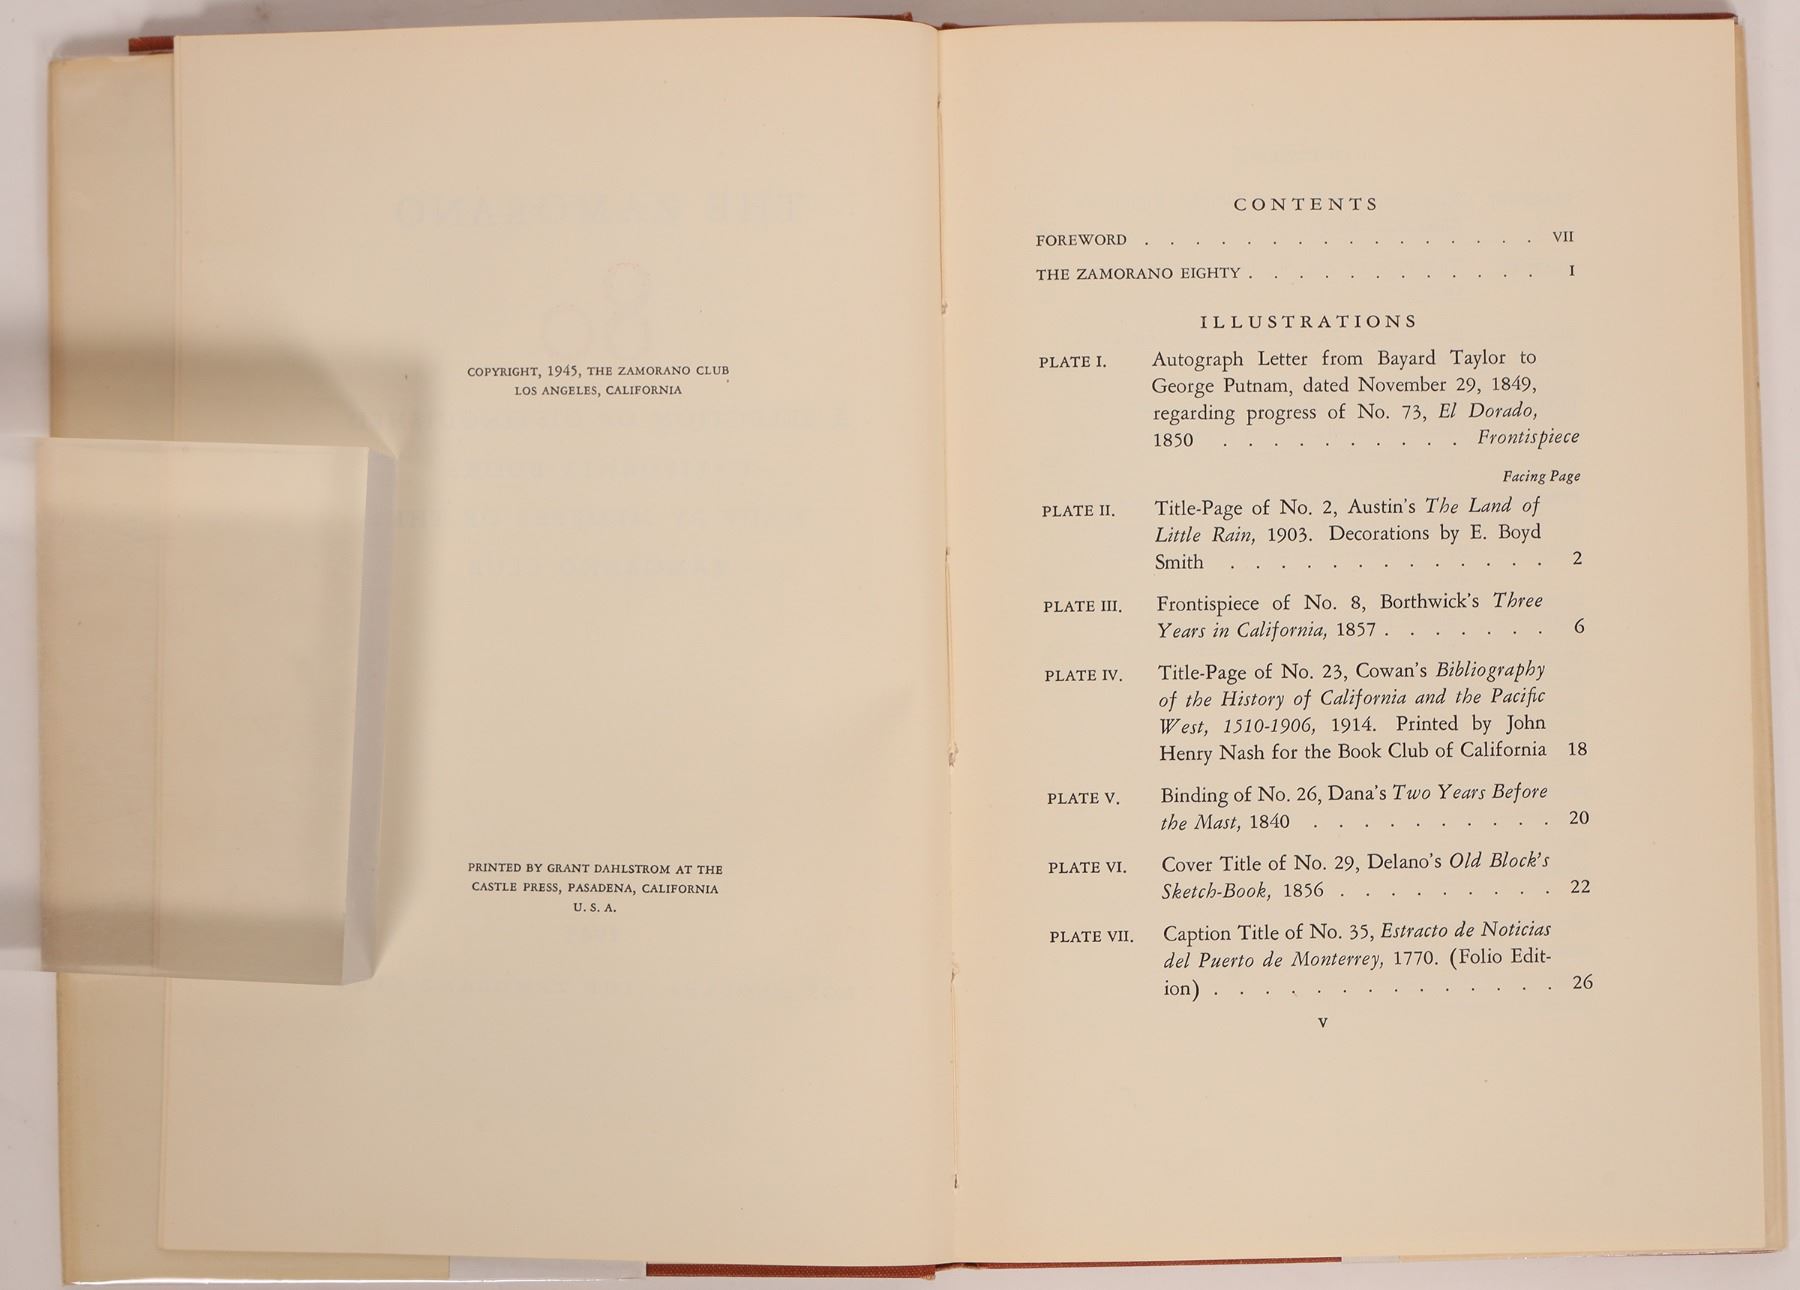 COPYRIGHT, 1945, THE ZAMORANO CLUB
LOS ANGELES, CALIFORNIA
PRINTED BY GRANT DAHLSTROM AT THE
CASTLE PRESS, PASADENA, CALIFORNIA
U. S. A.
CONTENTS
FOREWORD . . . . . . . . . . . . . . . . VII
THE ZAMORANO EIGHTY . . . . . . . . . . . . I
ILLUSTRATIONS
PLATE I. Autograph Letter from Bayard Taylor to
George Putnam, dated November 29, 1849,
regarding progress of No. 73, El Dorado,
1850 . . . . . . . . . . Frontispiece
Facing Page
PLATE II. Title-Page of No. 2, Austin's The Land of
Little Rain, 1903. Decorations by E. Boyd
Smith . . . . . . . . . . . . . 2
PLATE III. Frontispiece of No. 8, Borthwick's Three
Years in California, 1857 . . . . . . . 6
PLATE IV. Title-Page of No. 23, Cowan's Bibliography
of the History of California and the Pacific
West, 1510-1906, 1914. Printed by John
Henry Nash for the Book Club of California 18
PLATE V. Binding of No. 26, Dana's Two Years Before
the Mast, 1840 . . . . . . . . . . 20
PLATE VI. Cover Title of No. 29, Delano's Old Block's
Sketch-Book, 1856 . . . . . . . . . 22
PLATE VII. Caption Title of No. 35, Estracto de Noticias
del Puerto de Monterrey, 1770. (Folio Edit-
ion) . . . . . . . . . . . . . . 26
v